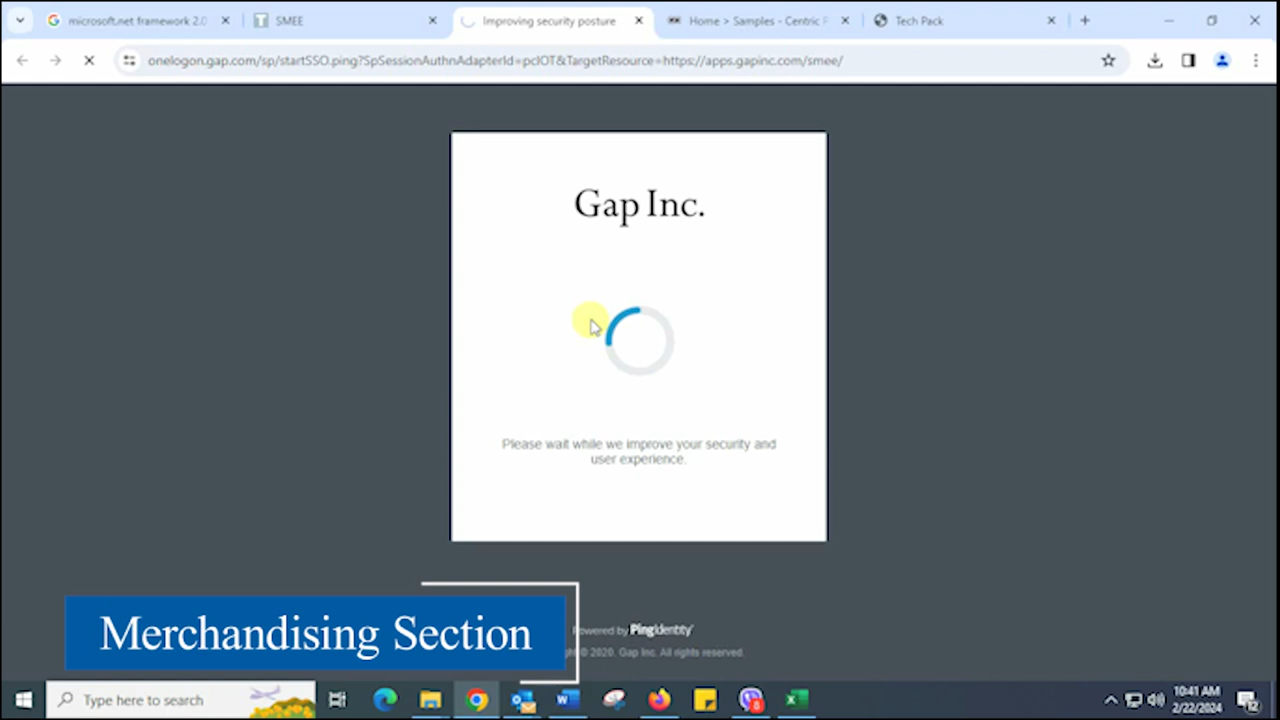 microsoft.net framework 2.0
SMEE
Improving security posture
Home > Samples - Centric
Tech Pack
onelogon.gap.com/sp/startSSO.ping?SpSessionAuthnAdapterId=pcIOT&TargetResource=https://apps.gapinc.com/smee/
Gap Inc.
Please wait while we improve your security and
user experience.
Merchandising Section
Powered by PingIdentity
© 2020. Gap Inc. All rights reserved.
Type here to search
8
10:41 AM
2/22/2024
12